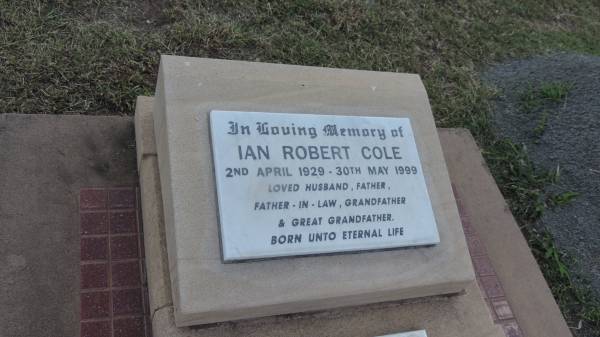 In Loving Memory of
IAN ROBERT COLE
2ND APRIL 1929 - 30TH MAY 1999
LOVED HUSBAND, FATHER,
FATHER-IN-LAW, GRANDFATHER
& GREAT GRANDFATHER.
BORN UNTO ETERNAL LIFE